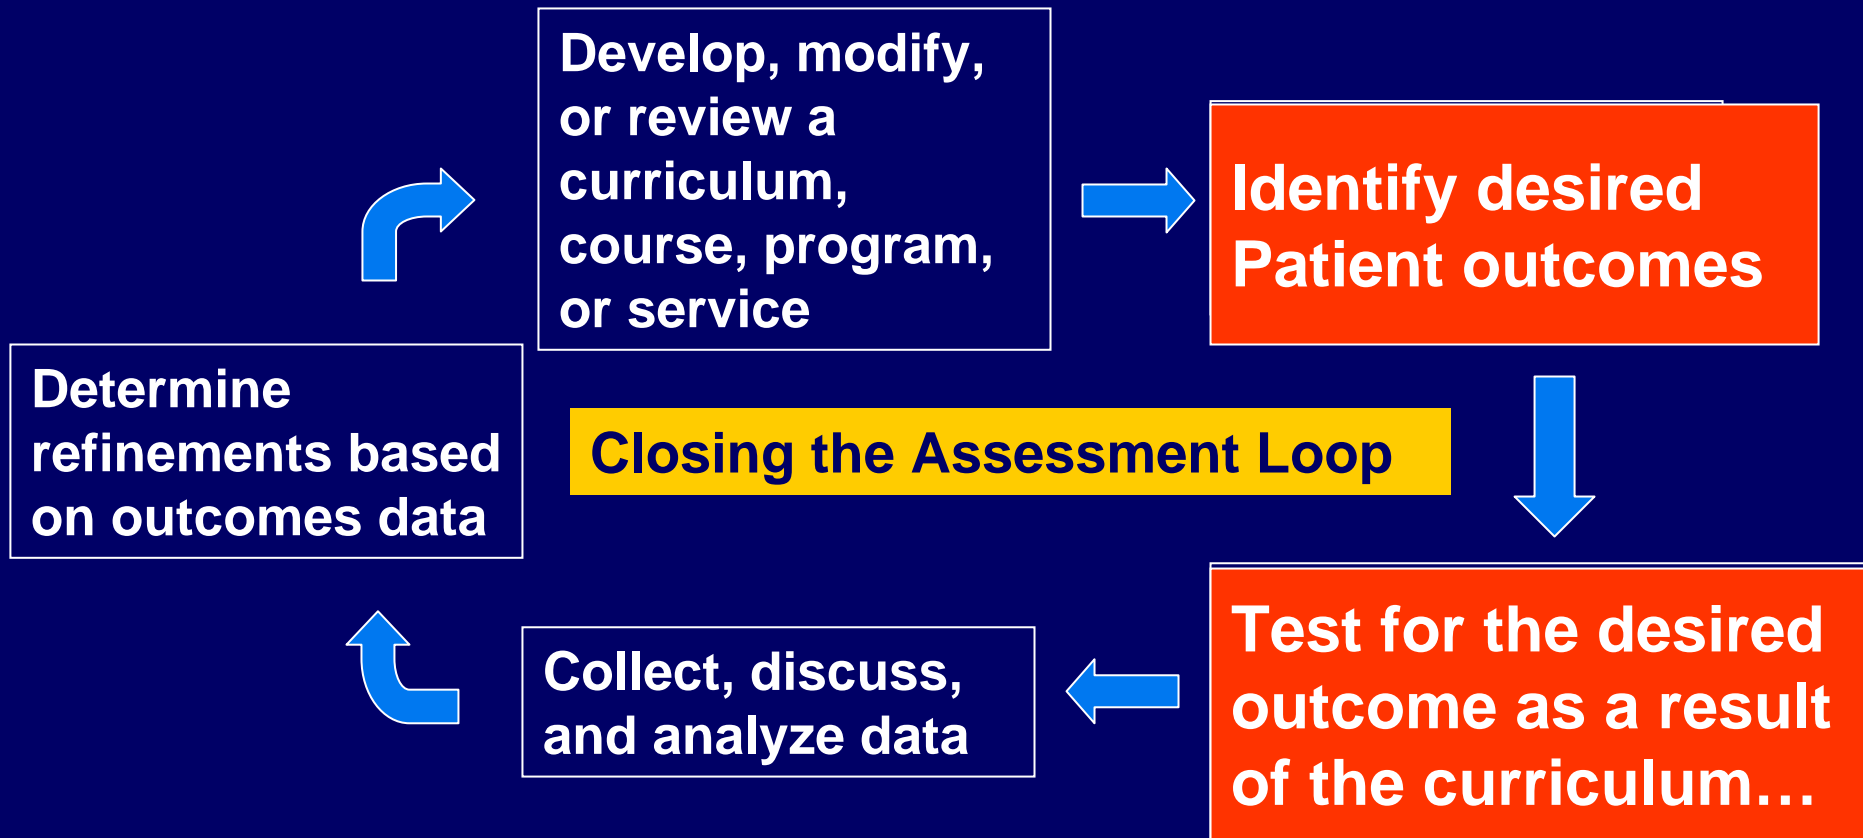 Develop, modify,
or review a
curriculum,
course, program,
or service
Identify desired
Patient outcomes
Determine
refinements based
on outcomes data
Closing the Assessment Loop
Test for the desired
outcome as a result
of the curriculum…
Collect, discuss,
and analyze data